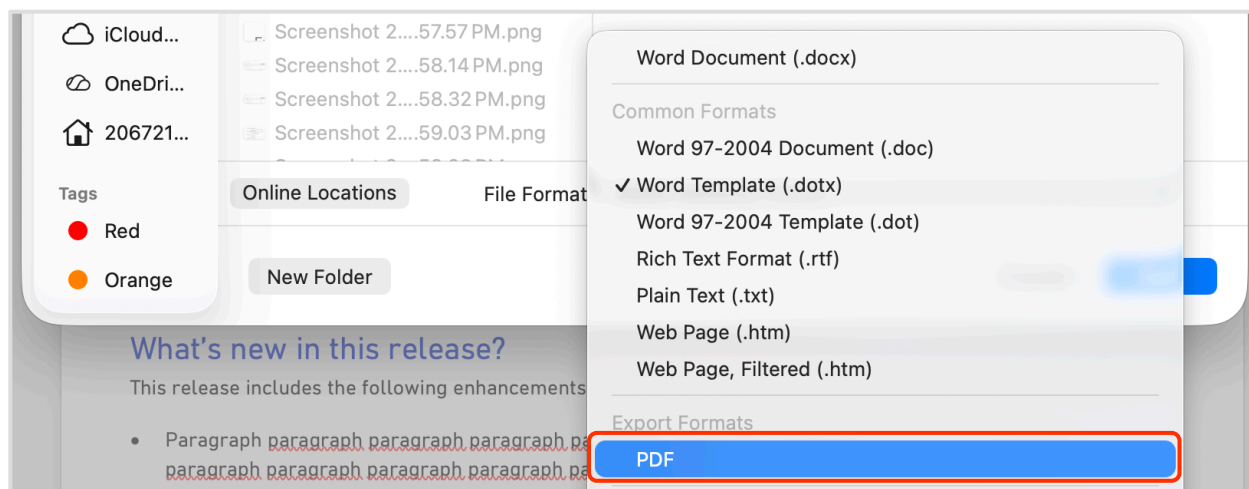 iCloud...
OneDri...
206721...
Tags
Red
Orange
Screenshot 2....57.57 PM.png
Screenshot 2....58.14 PM.png
Screenshot 2....58.32 PM.png
Screenshot 2....59.03 PM.png
Online Locations
File Format
New Folder
Word Document (.docx)
Common Formats
Word 97-2004 Document (.doc)
✓ Word Template (.dotx)
Word 97-2004 Template (.dot)
Rich Text Format (.rtf)
Plain Text (.txt)
Web Page (.htm)
Web Page, Filtered (.htm)
Export Formats
PDF
What's new in this release?
This release includes the following enhancements
• Paragraph paragraph paragraph paragraph
paragraph paragraph paragraph paragraph